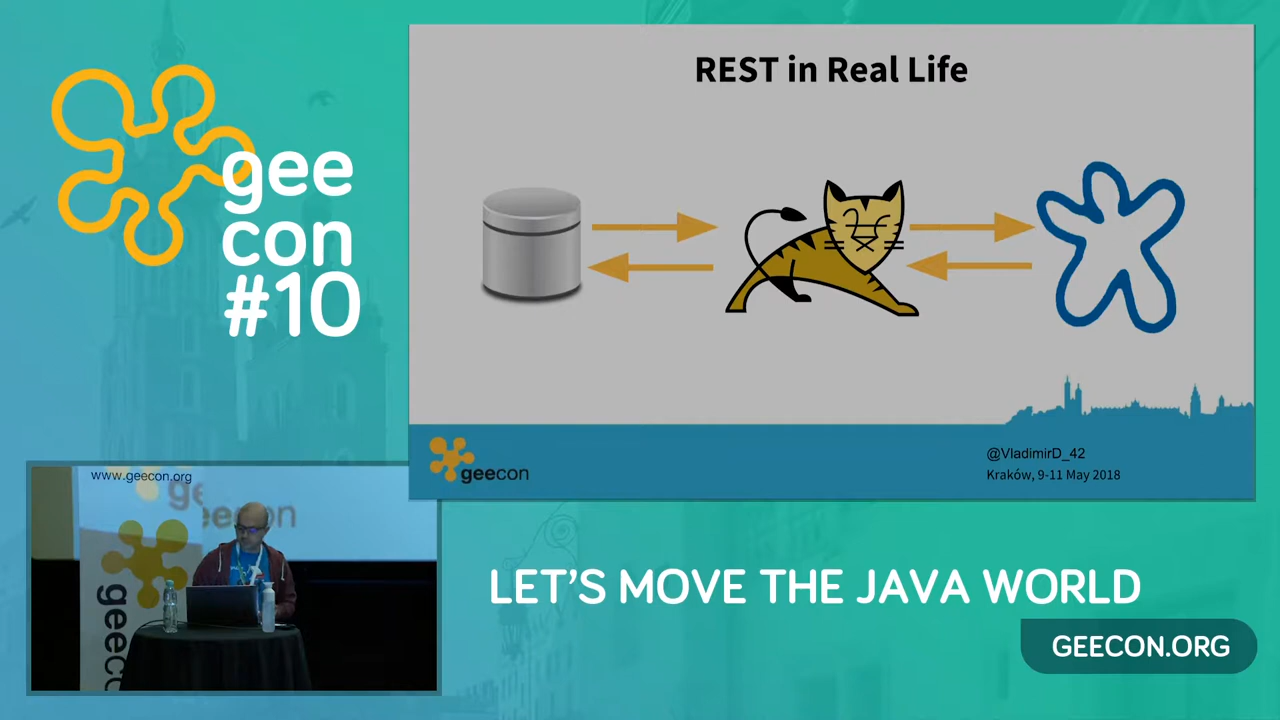 gee
con
#10
REST in Real Life
@VladimirD_42
Kraków, 9-11 May 2018
geecon
www.geecon.org
geecon
LET'S MOVE THE JAVA WORLD
GEECON.ORG